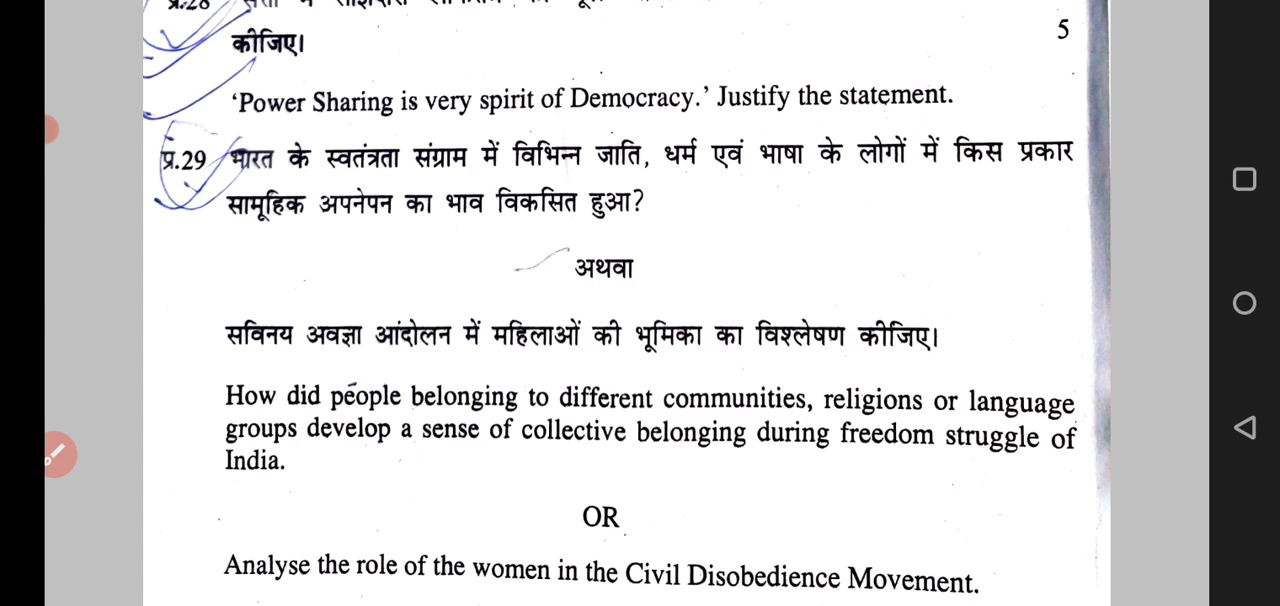 कीजिए।
5
‘Power Sharing is very spirit of Democracy.’ Justify the statement.
प्र.29 भारत के स्वतंत्रता संग्राम में विभिन्न जाति, धर्म एवं भाषा के लोगों में किस प्रकार
सामूहिक अपनेपन का भाव विकसित हुआ?
अथवा
सविनय अवज्ञा आंदोलन में महिलाओं की भूमिका का विश्लेषण कीजिए।
How did people belonging to different communities, religions or language
groups develop a sense of collective belonging during freedom struggle of
India.
OR
Analyse the role of the women in the Civil Disobedience Movement.